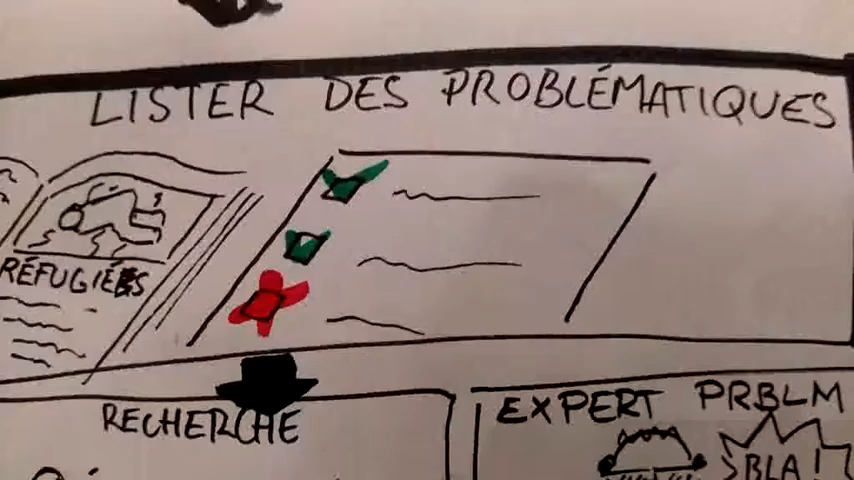 LISTER DES PROBLÉMATIQUES
RÉFUGIÉS
RECHERCHE
EXPERT PRBLM
BLA!